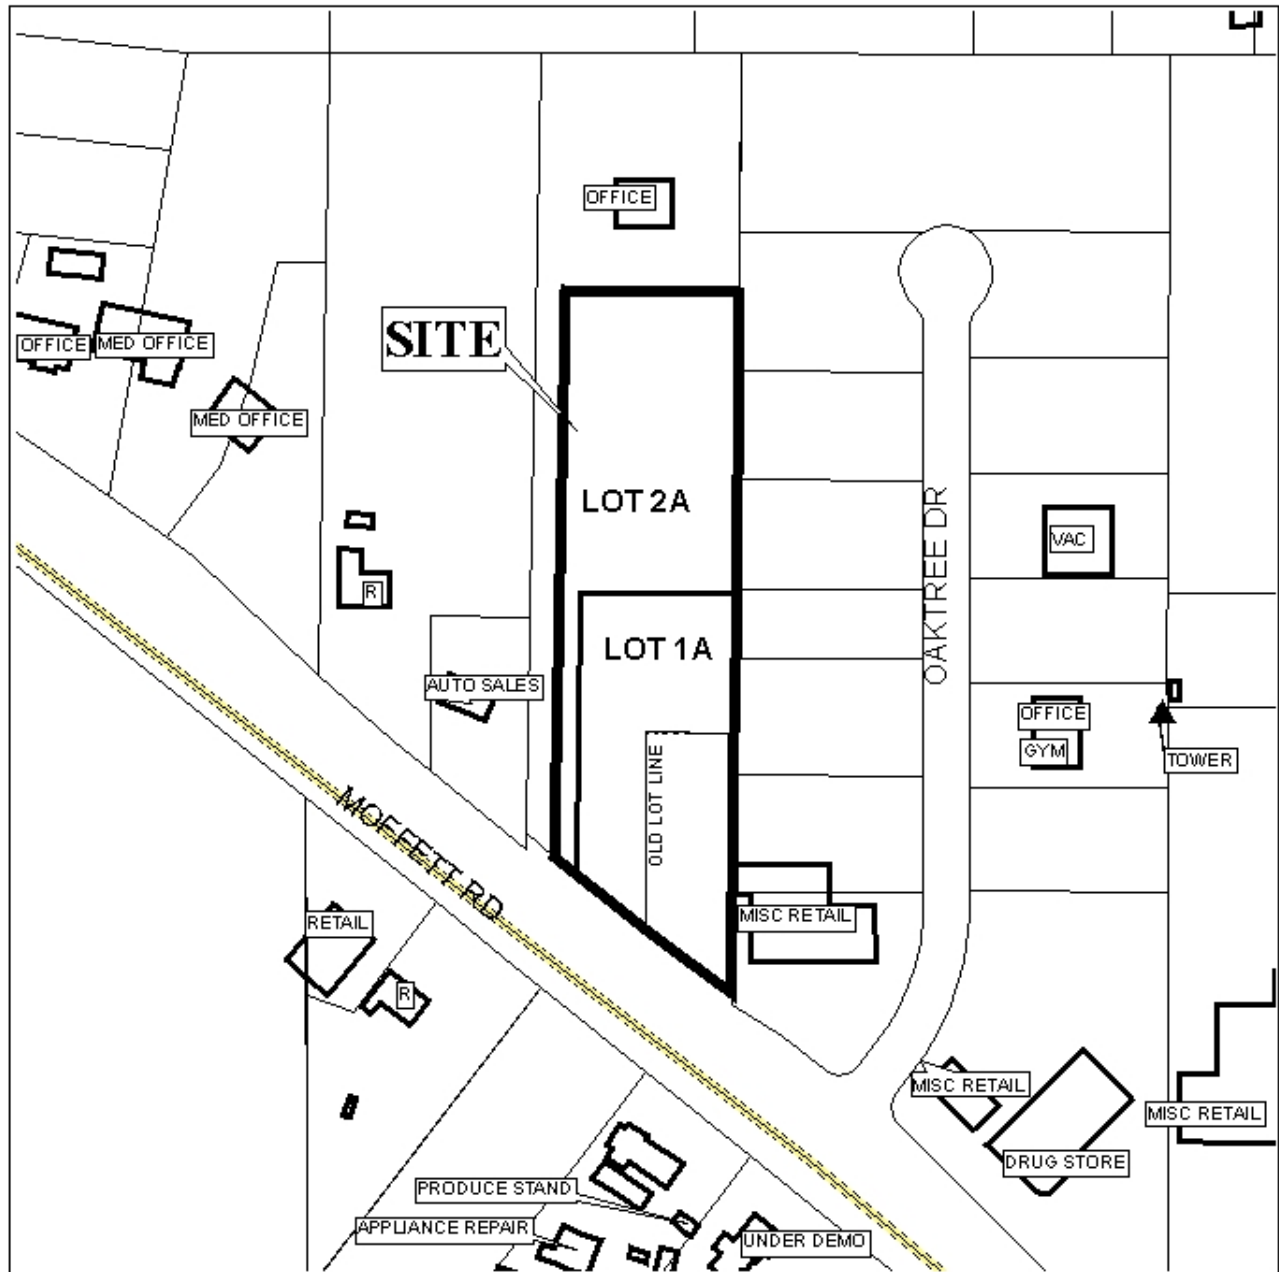 OFFICE
SITE
OFFICE
MED OFFICE
MED OFFICE
LOT 2A
OAKTREE DR
VAC
R
LOT 1A
AUTO SALES
OFFICE
GYM
TOWER
OLD LOT LINE
MOFFETT RD
MISC RETAIL
RETAIL
R
MISC RETAIL
MISC RETAIL
DRUG STORE
PRODUCE STAND
APPLIANCE REPAIR
UNDER DEMO